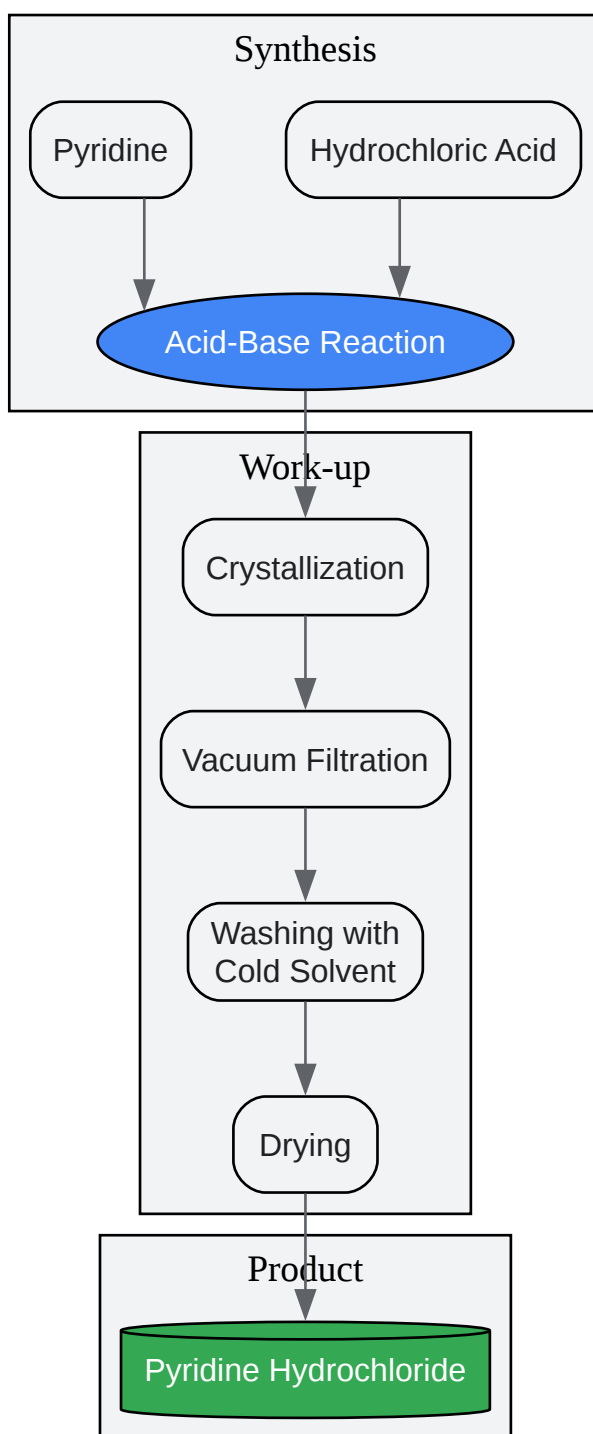 Synthesis
Pyridine
Hydrochloric Acid
Acid-Base Reaction
Work-up
Crystallization
Vacuum Filtration
Washing with
Cold Solvent
Drying
Product
Pyridine Hydrochloride